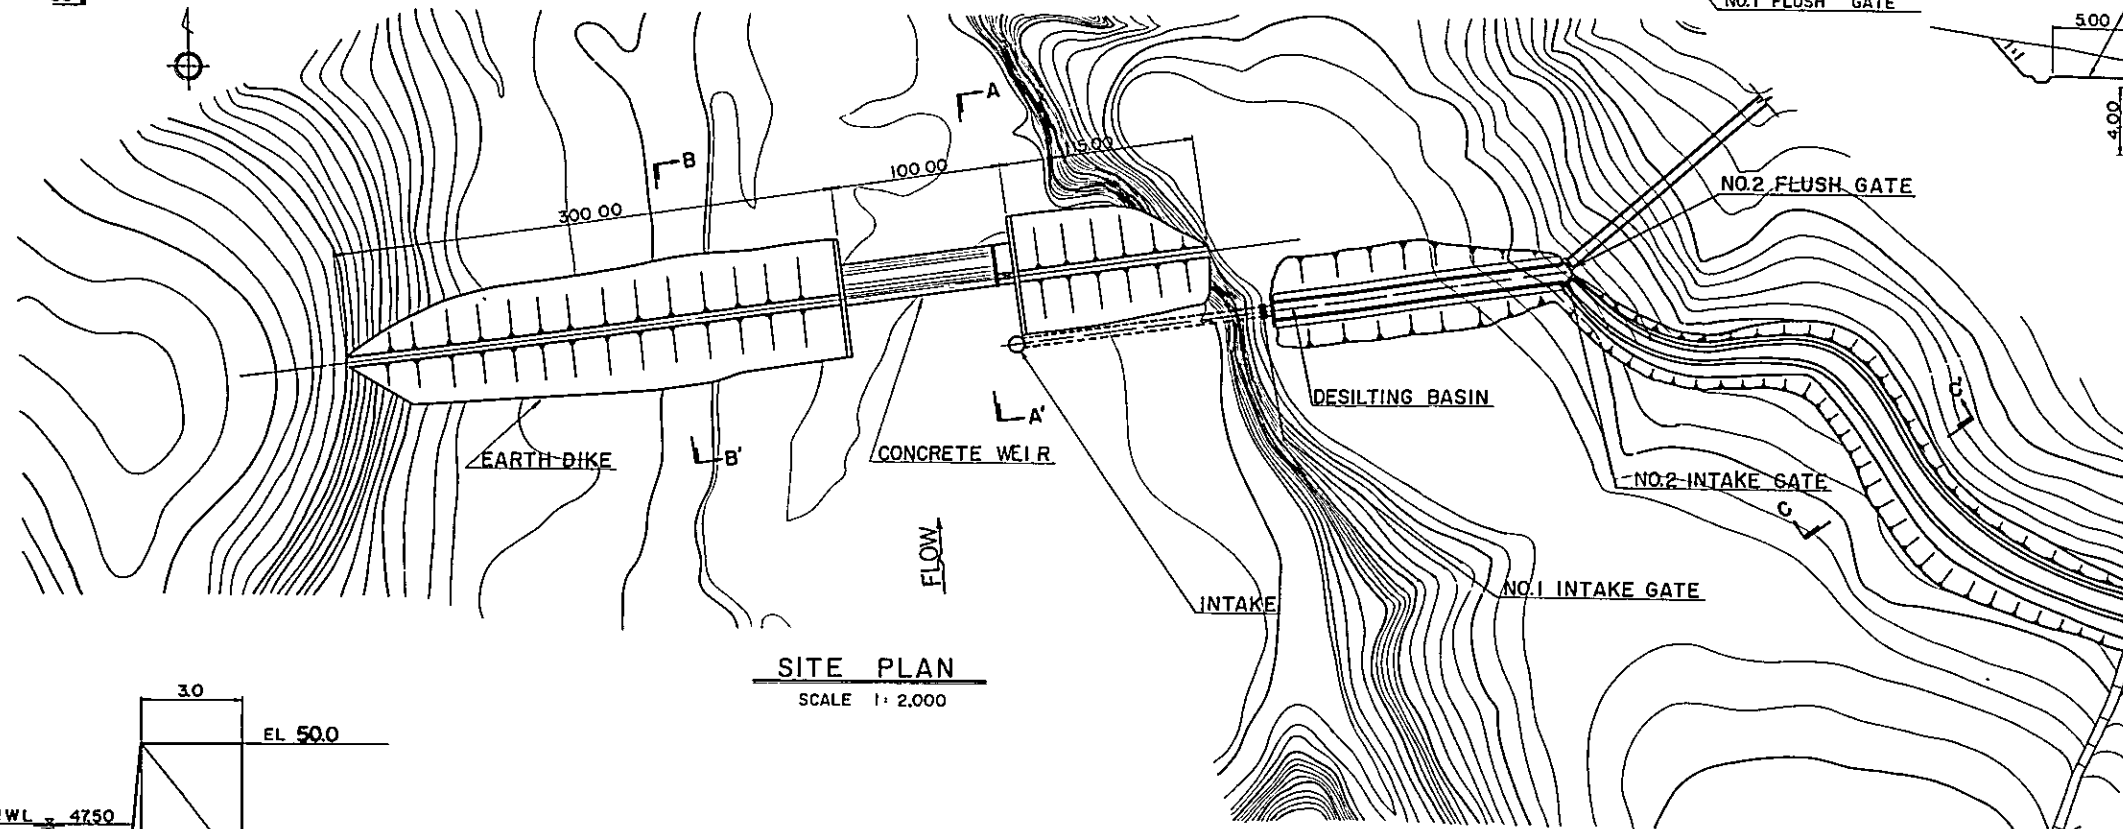 NO.1 FLUSH GATE
5.00
4.00
A
B
115.00
100 00
300 00
NO.2 FLUSH GATE
C'
DESILTING BASIN
A'
B'
EARTH DIKE
CONCRETE WEIR
NO.2 INTAKE GATE
C
FLOW
INTAKE
NO.1 INTAKE GATE
SITE PLAN
SCALE 1: 2,000
3.0
EL 50.0
WL 47.50